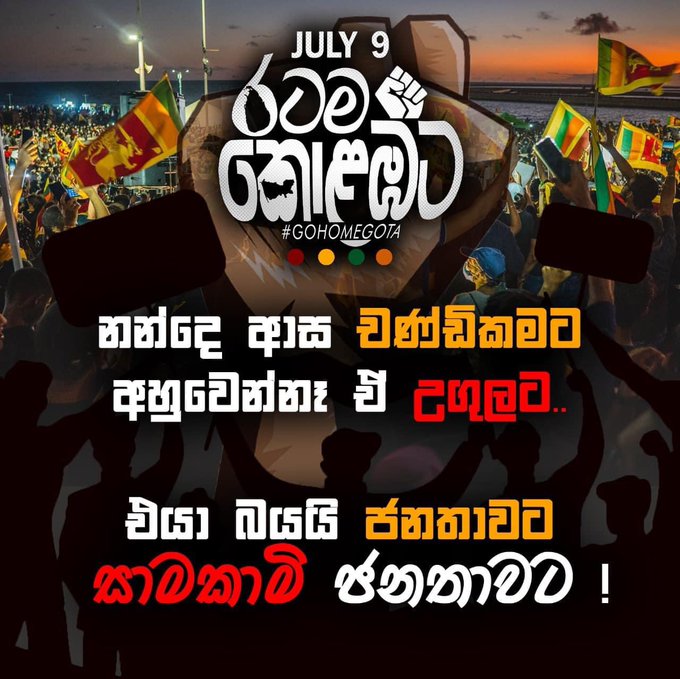 JULY 9
රටම
කොළඹට
#GOHOMEGOTA
නන්දෙ ආස චණ්ඩිකමට
අහුවෙන්නෑ ඒ උගුලට..
එයා බයයි ජනතාවට
සාමකාමි ජනතාවට !